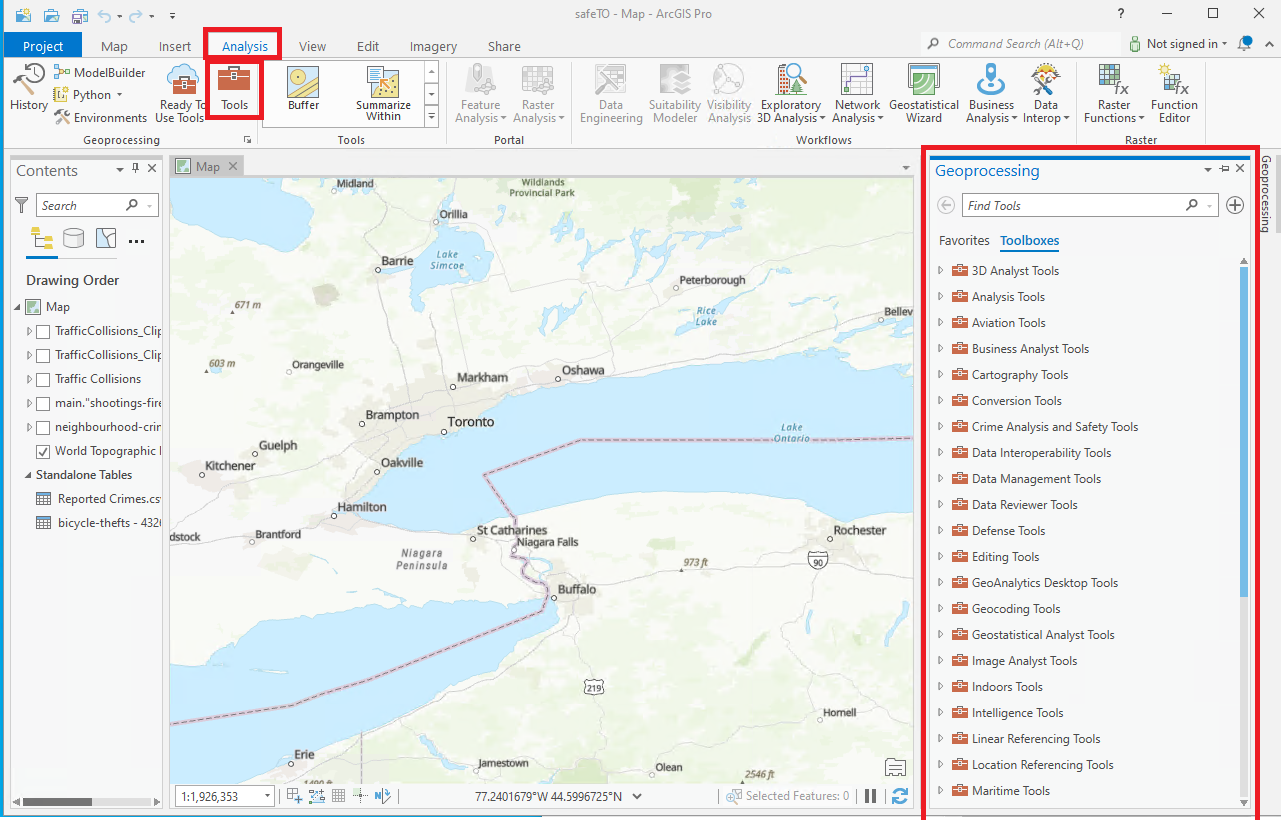 safeTO - Map - ArcGIS Pro
?
Project Map Insert Analysis View Edit Imagery Share
Command Search (Alt+Q)
Not signed in
History
ModelBuilder
Python
Environments
Ready To
Use Tools
Geoprocessing
Tools
Buffer
Summarize
Within
Tools
Feature
Analysis
Raster
Analysis
Portal
Data
Engineering
Suitability
Modeler
Visibility
Analysis
Exploratory
3D Analysis
Network
Analysis
Geostatistical
Wizard
Business
Analysis
Data
Interop
Workflows
Raster
Functions
Function
Editor
Raster
Contents
Search
Drawing Order
Map
TrafficCollisions_Clip
TrafficCollisions_Clip
Traffic Collisions
main."shootings-fire
neighbourhood-crin
World Topographic
Standalone Tables
Reported Crimes.cs
bicycle-thefts - 4326
Map
Midland
Wildlands
Provincial Park
Orillia
Lake
Simcoe
Barrie
Peterborough
Rice
Lake
Bellev
671 m
603 m
Orangeville
Markham
Oshawa
Brampton
Toronto
Lake
Ontario
Guelph
Kitchener
Oakville
Hamilton
dstock
Brantford
St Catharines
Niagara Falls
Niagara
Peninsula
Rochester
90
973 ft
Buffalo
219
Hornell
Erie
Jamestown
Olean
1490 ft
2546 ft
1:1,926,353
77.2401679°W 44.5996725°N
Selected Features: 0
Geoprocessing
Find Tools
Favorites Toolboxes
3D Analyst Tools
Analysis Tools
Aviation Tools
Business Analyst Tools
Cartography Tools
Conversion Tools
Crime Analysis and Safety Tools
Data Interoperability Tools
Data Management Tools
Data Reviewer Tools
Defense Tools
Editing Tools
GeoAnalytics Desktop Tools
Geocoding Tools
Geostatistical Analyst Tools
Image Analyst Tools
Indoors Tools
Intelligence Tools
Linear Referencing Tools
Location Referencing Tools
Maritime Tools
Geoprocessing